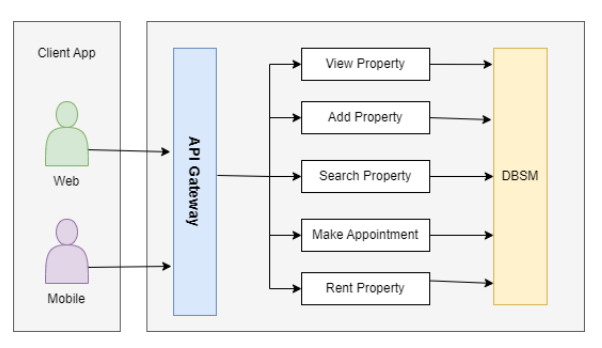 Client App
Web
Mobile
API Gateway
View Property
Add Property
Search Property
Make Appointment
Rent Property
DBSM